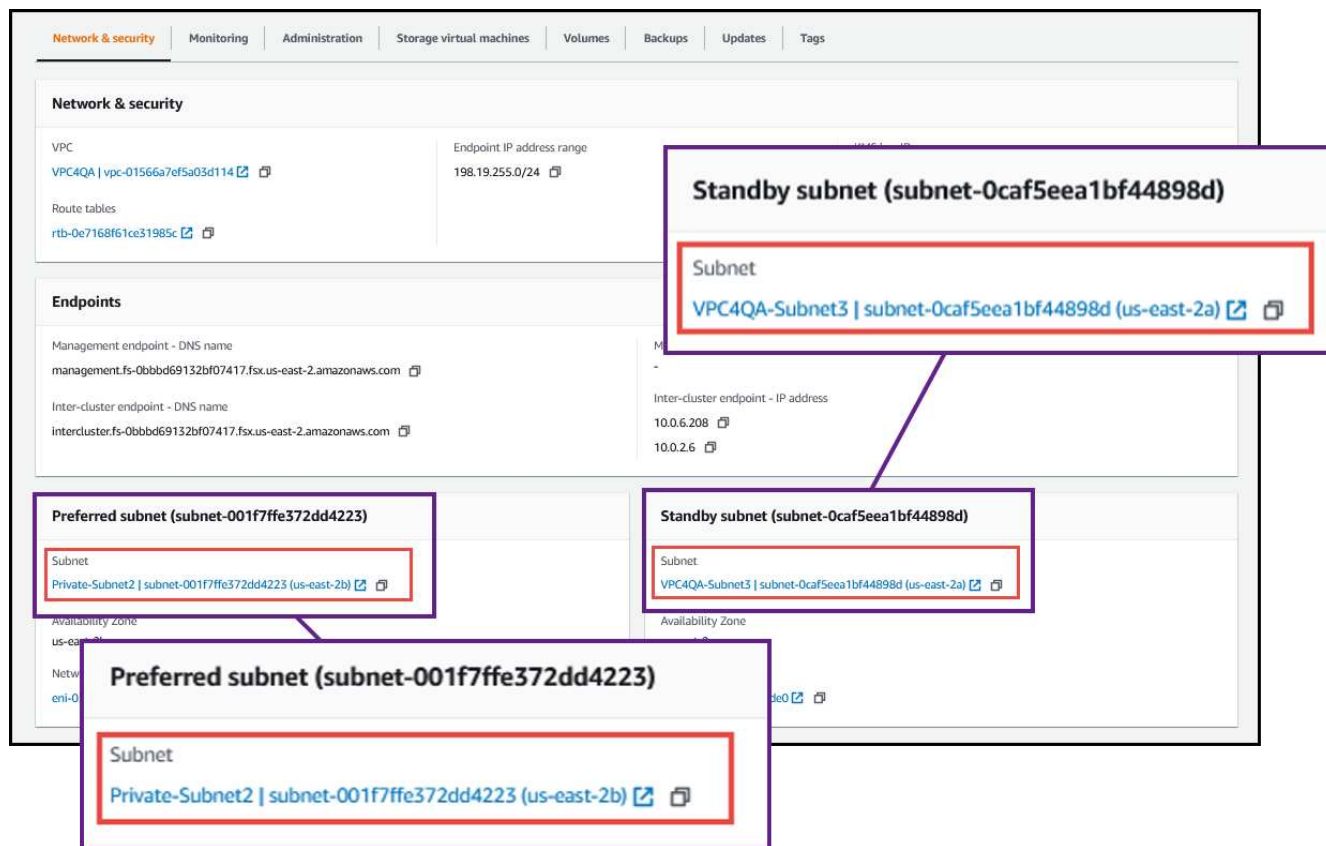 Network & security Monitoring Administration Storage virtual machines Volumes Backups Updates Tags
Network & security
VPC
VPC4QA | vpc-01566a7ef5a03d114
Route tables
rtb-0e7168f61ce31985c
Endpoint IP address range
198.19.255.0/24
Standby subnet (subnet-0caf5eea1bf44898d)
Subnet
VPC4QA-Subnet3 | subnet-0caf5eea1bf44898d (us-east-2a)
Endpoints
Management endpoint - DNS name
management.fs-0bbbd69132bf07417.fsx.us-east-2.amazonaws.com
Inter-cluster endpoint - DNS name
intercluster.fs-0bbbd69132bf07417.fsx.us-east-2.amazonaws.com
-
Inter-cluster endpoint - IP address
10.0.6.208
10.0.2.6
Preferred subnet (subnet-001f7ffe372dd4223)
Subnet
Private-Subnet2 | subnet-001f7ffe372dd4223 (us-east-2b)
Availability Zone
Standby subnet (subnet-0caf5eea1bf44898d)
Subnet
VPC4QA-Subnet3 | subnet-0caf5eea1bf44898d (us-east-2a)
Availability Zone
Preferred subnet (subnet-001f7ffe372dd4223)
Subnet
Private-Subnet2 | subnet-001f7ffe372dd4223 (us-east-2b)